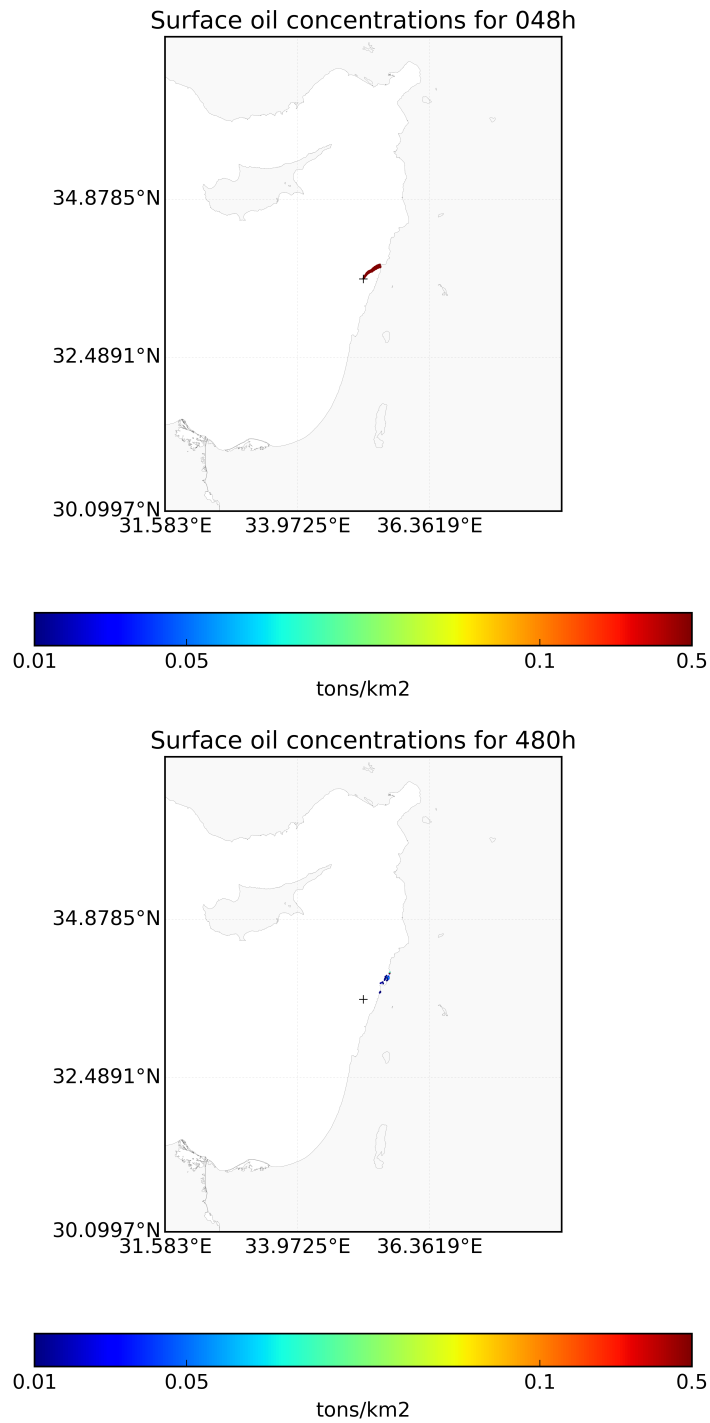 Surface oil concentrations for 048h
34.8785°N
32.4891°N
30.0997°N
31.583°E 33.9725°E 36.3619°E
0.01 0.05 0.1 0.5
tons/km2
Surface oil concentrations for 480h
34.8785°N
32.4891°N
30.0997°N
31.583°E 33.9725°E 36.3619°E
0.01 0.05 0.1 0.5
tons/km2